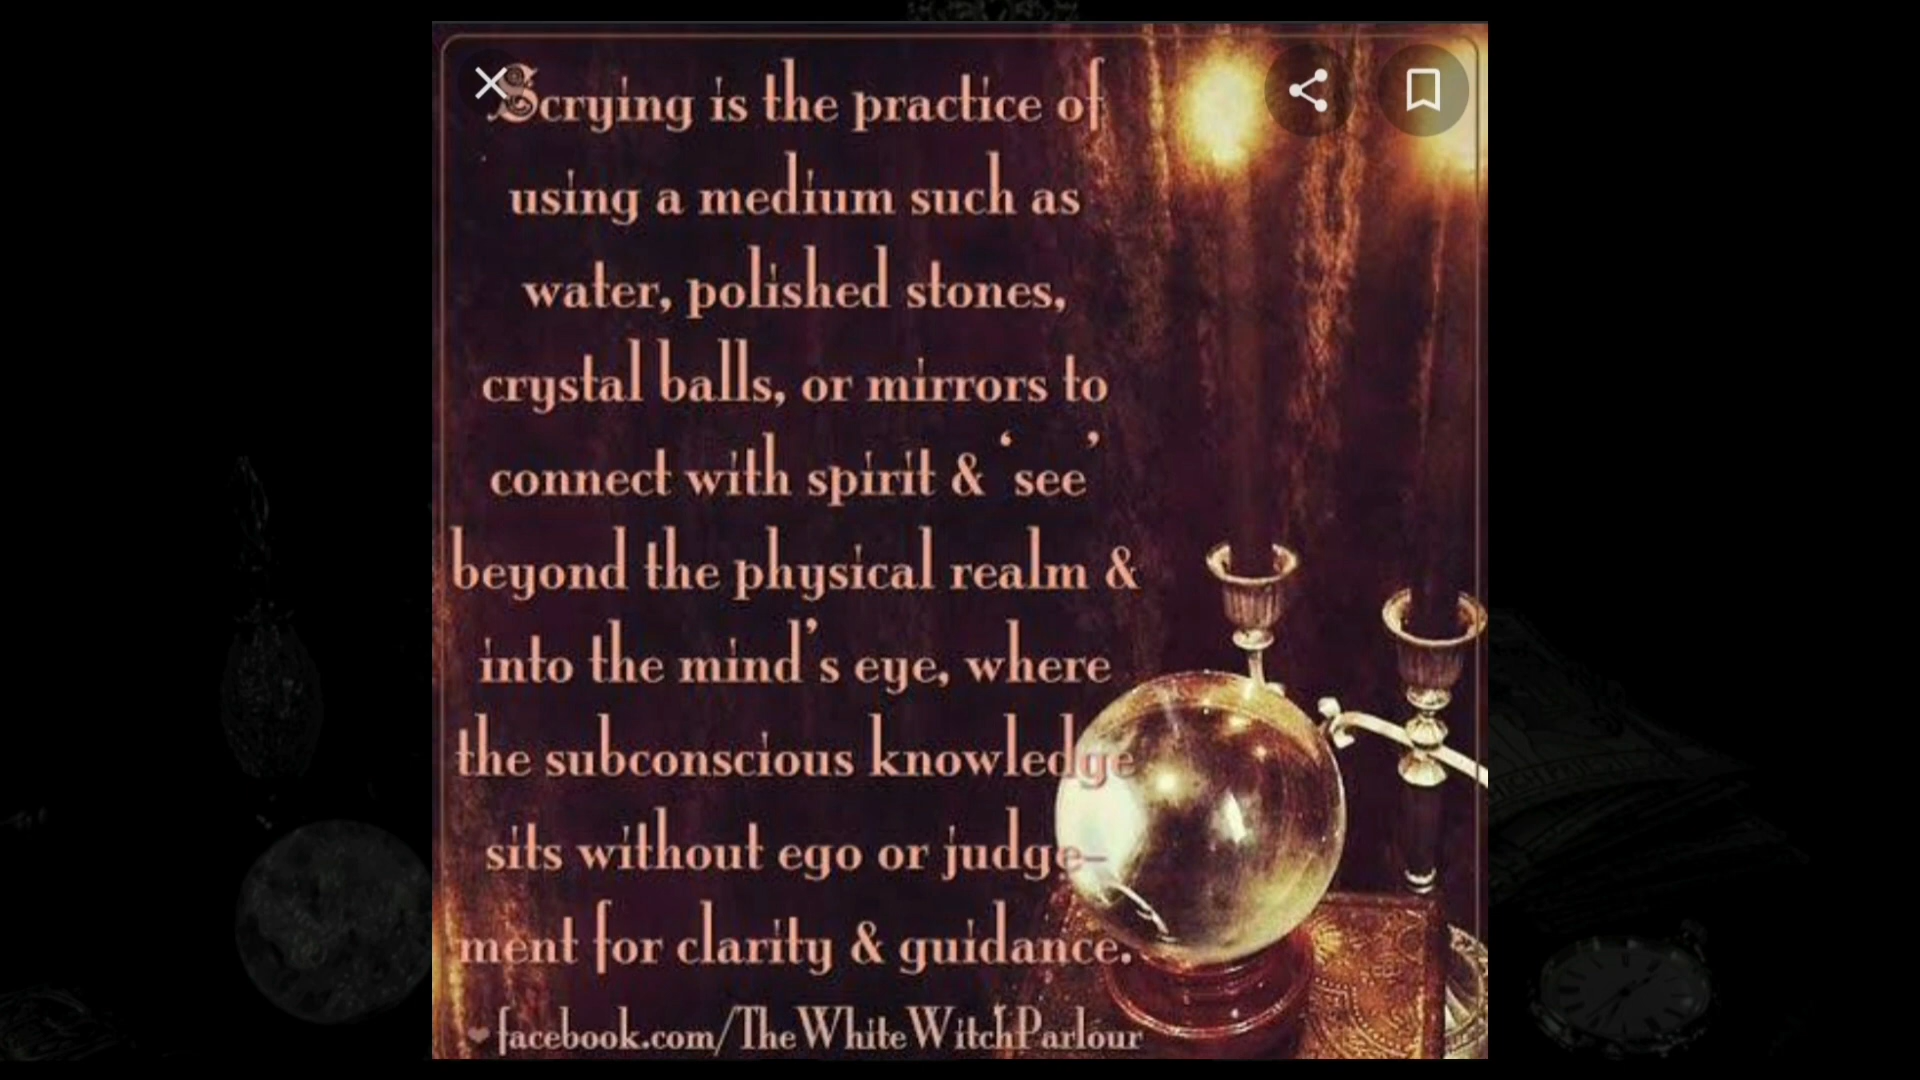 Scrying is the practice of
using a medium such as
water, polished stones,
crystal balls, or mirrors to
connect with spirit & ‘see’
beyond the physical realm &
into the mind’s eye, where
the subconscious knowledge
sits without ego or judge-
ment for clarity & guidance.
❤facebook.com/TheWhiteWitchParlour